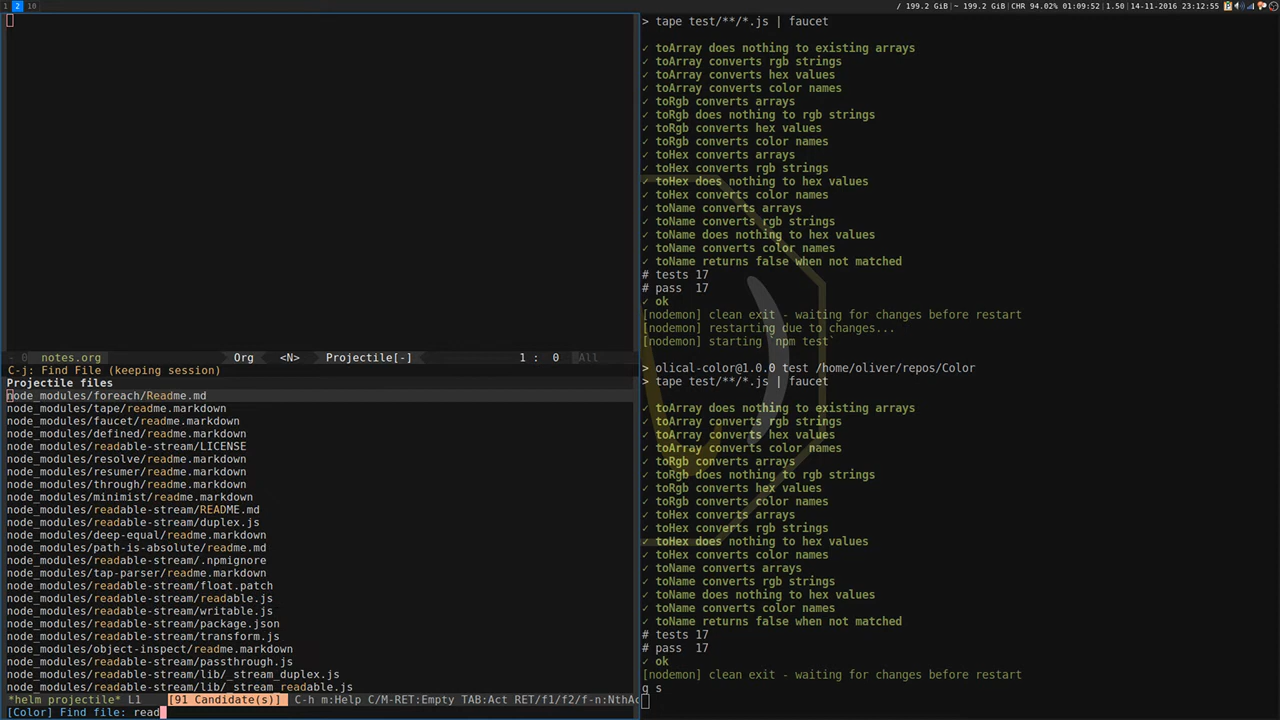 1 2 10
/ 199.2 GiB|~ 199.2 GiB|CHR 94.02% 01:09:52|1.50|14-11-2016 23:12:55
- 0 notes.org Org <N> Projectile[-] 1 : 0 All
C-j: Find File (keeping session)
Projectile files
node_modules/foreach/Readme.md
node_modules/tape/readme.markdown
node_modules/faucet/readme.markdown
node_modules/defined/readme.markdown
node_modules/readable-stream/LICENSE
node_modules/resolve/readme.markdown
node_modules/resumer/readme.markdown
node_modules/through/readme.markdown
node_modules/minimist/readme.markdown
node_modules/readable-stream/README.md
node_modules/readable-stream/duplex.js
node_modules/deep-equal/readme.markdown
node_modules/path-is-absolute/readme.md
node_modules/readable-stream/.npmignore
node_modules/tap-parser/readme.markdown
node_modules/readable-stream/float.patch
node_modules/readable-stream/readable.js
node_modules/readable-stream/writable.js
node_modules/readable-stream/package.json
node_modules/readable-stream/transform.js
node_modules/object-inspect/readme.markdown
node_modules/readable-stream/passthrough.js
node_modules/readable-stream/lib/_stream_duplex.js
node_modules/readable-stream/lib/_stream_readable.js
*helm projectile* L1 [91 Candidate(s)] C-h m:Help C/M-RET:Empty TAB:Act RET/f1/f2/f-n:NthAc
[Color] Find file: read
> tape test/**/*.js | faucet
✓ toArray does nothing to existing arrays
✓ toArray converts rgb strings
✓ toArray converts hex values
✓ toArray converts color names
✓ toRgb converts arrays
✓ toRgb does nothing to rgb strings
✓ toRgb converts hex values
✓ toRgb converts color names
✓ toHex converts arrays
✓ toHex converts rgb strings
✓ toHex does nothing to hex values
✓ toHex converts color names
✓ toName converts arrays
✓ toName converts rgb strings
✓ toName does nothing to hex values
✓ toName converts color names
✓ toName returns false when not matched
# tests 17
# pass  17
✓ ok
[nodemon] clean exit - waiting for changes before restart
[nodemon] restarting due to changes...
[nodemon] starting `npm test`
> olical-color@1.0.0 test /home/oliver/repos/Color
> tape test/**/*.js | faucet
✓ toArray does nothing to existing arrays
✓ toArray converts rgb strings
✓ toArray converts hex values
✓ toArray converts color names
✓ toRgb converts arrays
✓ toRgb does nothing to rgb strings
✓ toRgb converts hex values
✓ toRgb converts color names
✓ toHex converts arrays
✓ toHex converts rgb strings
✓ toHex does nothing to hex values
✓ toHex converts color names
✓ toName converts arrays
✓ toName converts rgb strings
✓ toName does nothing to hex values
✓ toName converts color names
✓ toName returns false when not matched
# tests 17
# pass  17
✓ ok
[nodemon] clean exit - waiting for changes before restart
g s